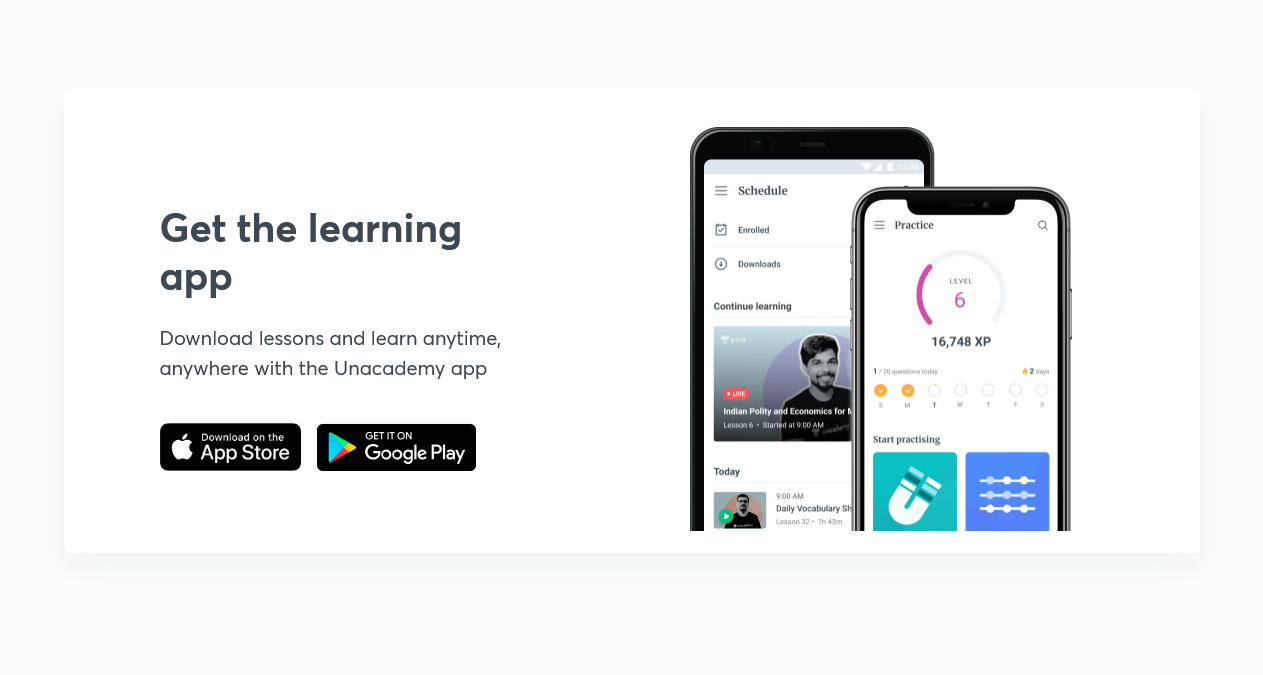 Get the learning
app
Download lessons and learn anytime,
anywhere with the Unacademy app
Download on the
App Store
GET IT ON
Google Play
12:30
Schedule
Enrolled
Downloads
Continue learning
plus
LIVE
Indian Polity and Economics for
Lesson 6 • Started at 9:00 AM
Today
9:00 AM
Daily Vocabulary Sh
Lesson 32 • 1h 43m
Practice
LEVEL
6
16,748 XP
1 / 20 questions today
2 days
S M T W T F S
Start practising